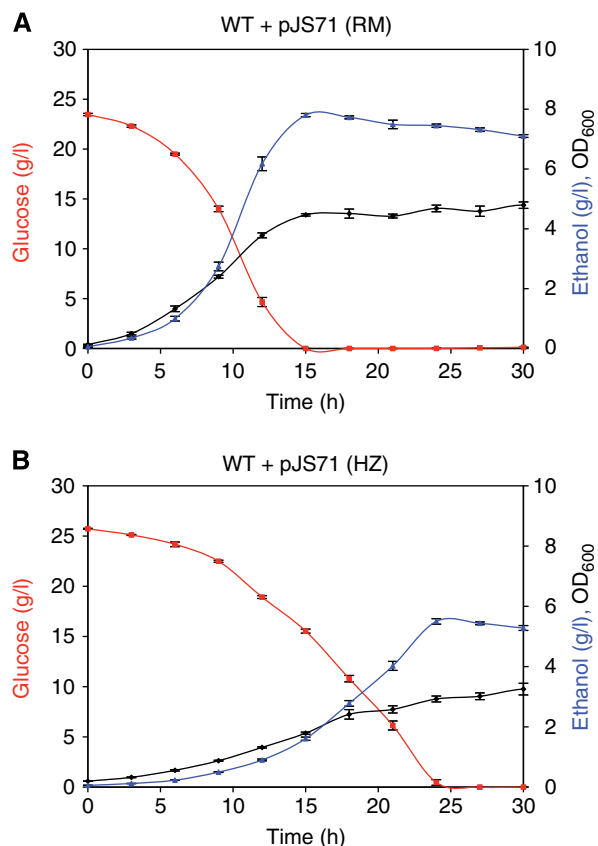 A
WT + pJS71 (RM)
30
25
20
15
10
5
0
Glucose (g/l)
10
8
6
4
2
0
Ethanol (g/l), OD600
0 5 10 15 20 25 30
Time (h)
B
WT + pJS71 (HZ)
30
25
20
15
10
5
0
Glucose (g/l)
10
8
6
4
2
0
Ethanol (g/l), OD600
0 5 10 15 20 25 30
Time (h)